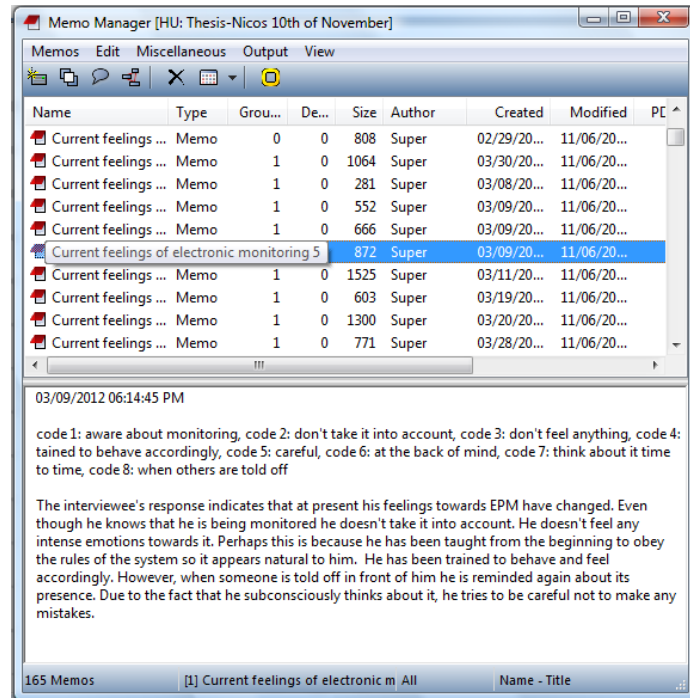 Memo Manager [HU: Thesis-Nicos 10th of November]
Memos Edit Miscellaneous Output View
Name Type Grou... De... Size Author Created Modified PD
Current feelings ... Memo 0 0 808 Super 02/29/20... 11/06/20...
Current feelings ... Memo 1 0 1064 Super 03/30/20... 11/06/20...
Current feelings ... Memo 1 0 281 Super 03/08/20... 11/06/20...
Current feelings ... Memo 1 0 552 Super 03/09/20... 11/06/20...
Current feelings ... Memo 1 0 666 Super 03/09/20... 11/06/20...
Current feelings of electronic monitoring 5 872 Super 03/09/20... 11/06/20...
Current feelings ... Memo 1 0 1525 Super 03/11/20... 11/06/20...
Current feelings ... Memo 1 0 603 Super 03/19/20... 11/06/20...
Current feelings ... Memo 1 0 1300 Super 03/20/20... 11/06/20...
Current feelings ... Memo 1 0 771 Super 03/28/20... 11/06/20...
03/09/2012 06:14:45 PM
code 1: aware about monitoring, code 2: don't take it into account, code 3: don't feel anything, code 4:
tained to behave accordingly, code 5: careful, code 6: at the back of mind, code 7: think about it time
to time, code 8: when others are told off
The interviewee's response indicates that at present his feelings towards EPM have changed. Even
though he knows that he is being monitored he doesn't take it into account. He doesn't feel any
intense emotions towards it. Perhaps this is because he has been taught from the beginning to obey
the rules of the system so it appears natural to him. He has been trained to behave and feel
accordingly. However, when someone is told off in front of him he is reminded again about its
presence. Due to the fact that he subconsciously thinks about it, he tries to be careful not to make any
mistakes.
165 Memos [1] Current feelings of electronic m All Name - Title